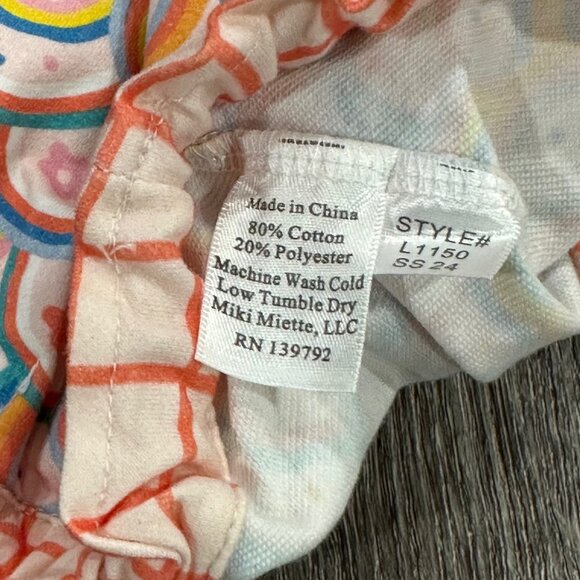 Made in China
80% Cotton
20% Polyester
Machine Wash Cold
Low Tumble Dry
Miki Miette, LLC
RN 139792
STYLE#
L1150
SS 24